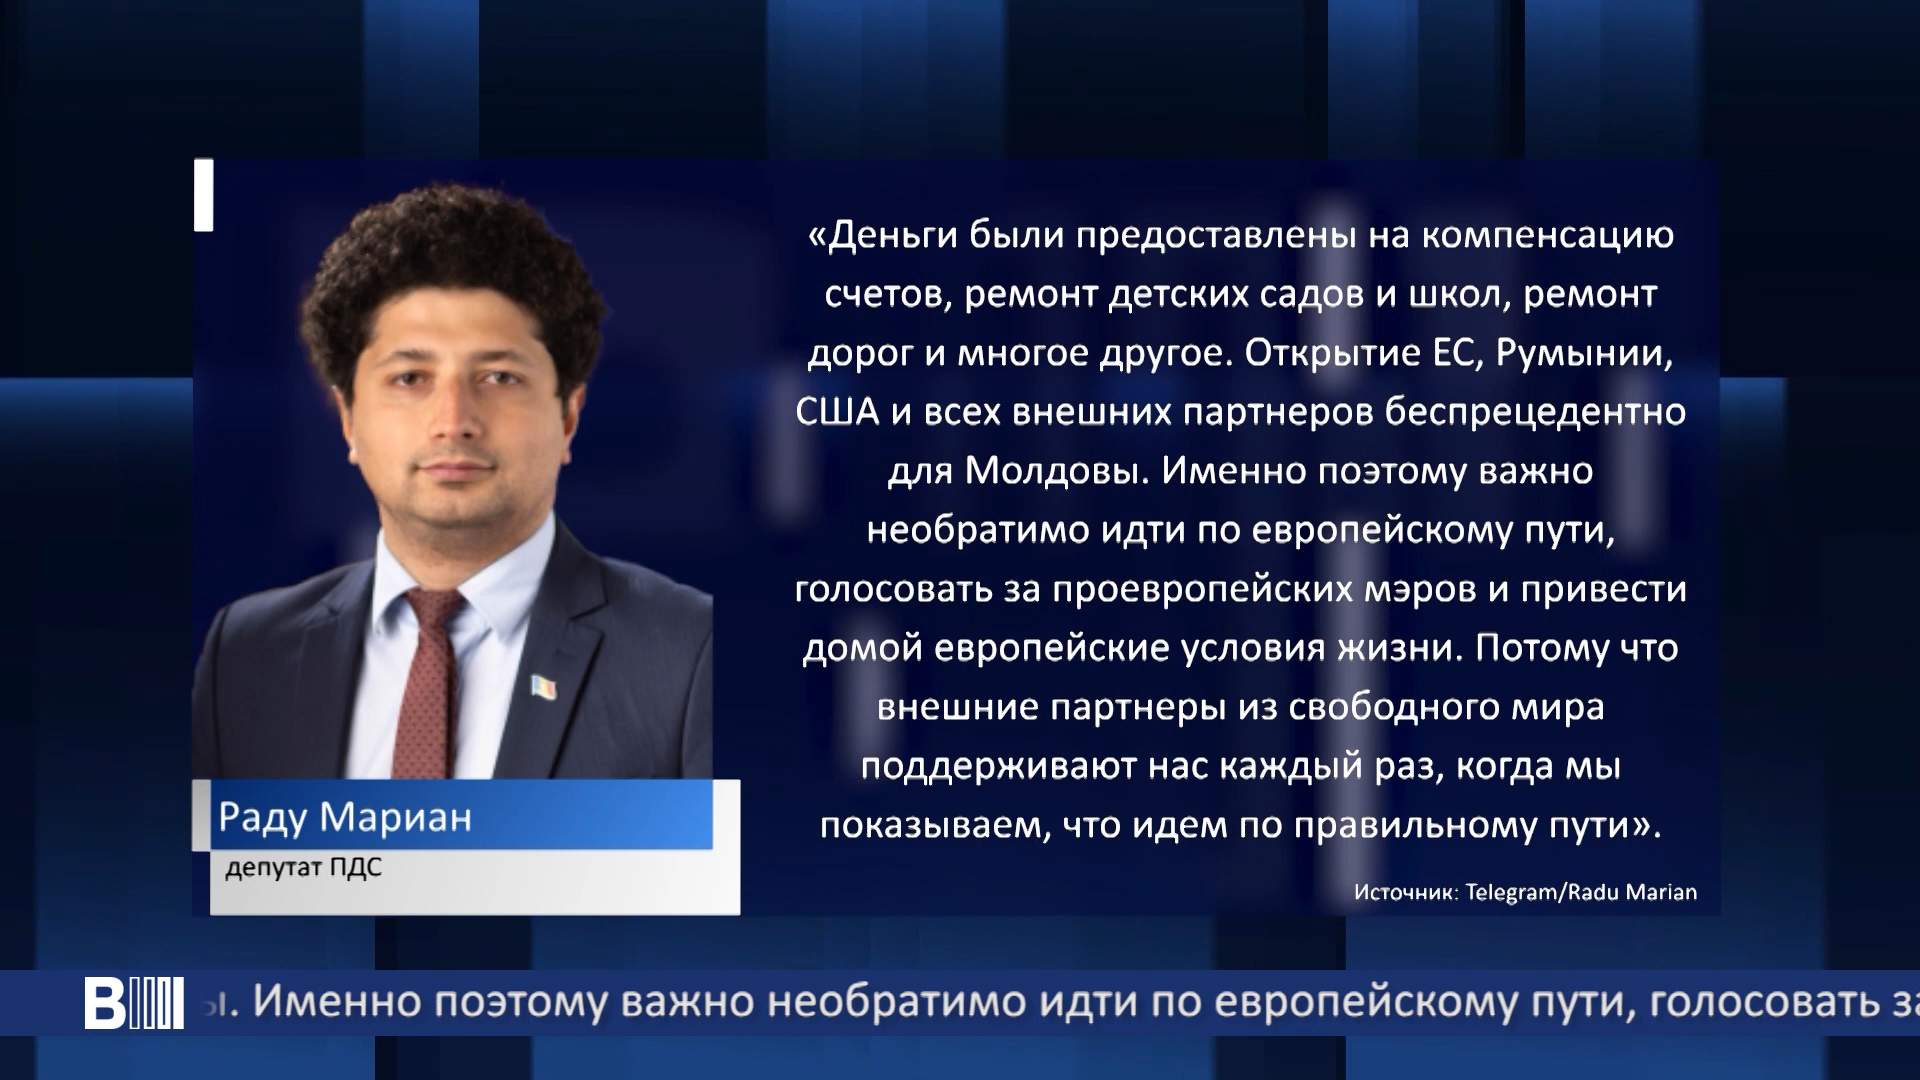 «Деньги были предоставлены на компенсацию
счетов, ремонт детских садов и школ, ремонт
дорог и многое другое. Открытие ЕС, Румынии,
США и всех внешних партнеров беспрецедентно
для Молдовы. Именно поэтому важно
необратимо идти по европейскому пути,
голосовать за проевропейских мэров и привести
домой европейские условия жизни. Потому что
внешние партнеры из свободного мира
поддерживают нас каждый раз, когда мы
показываем, что идем по правильному пути».
Источник: Telegram/Radu Marian
Раду Мариан
депутат ПДС
В ы. Именно поэтому важно необратимо идти по европейскому пути, голосовать за